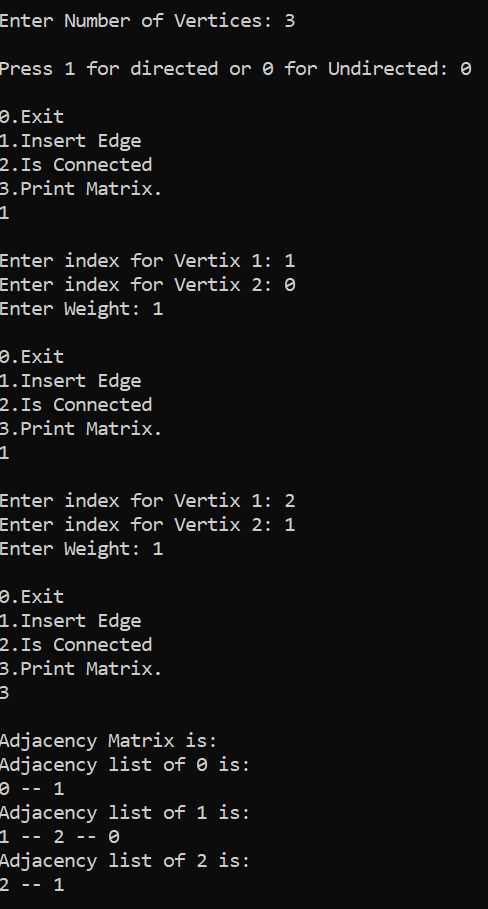 Enter Number of Vertices: 3
Press 1 for directed or 0 for Undirected: 0
0.Exit
1.Insert Edge
2.Is Connected
3.Print Matrix.
1
Enter index for Vertix 1: 1
Enter index for Vertix 2: 0
Enter Weight: 1
0.Exit
1.Insert Edge
2.Is Connected
3.Print Matrix.
1
Enter index for Vertix 1: 2
Enter index for Vertix 2: 1
Enter Weight: 1
0.Exit
1.Insert Edge
2.Is Connected
3.Print Matrix.
3
Adjacency Matrix is:
Adjacency list of 0 is:
0 -- 1
Adjacency list of 1 is:
1 -- 2 -- 0
Adjacency list of 2 is:
2 -- 1